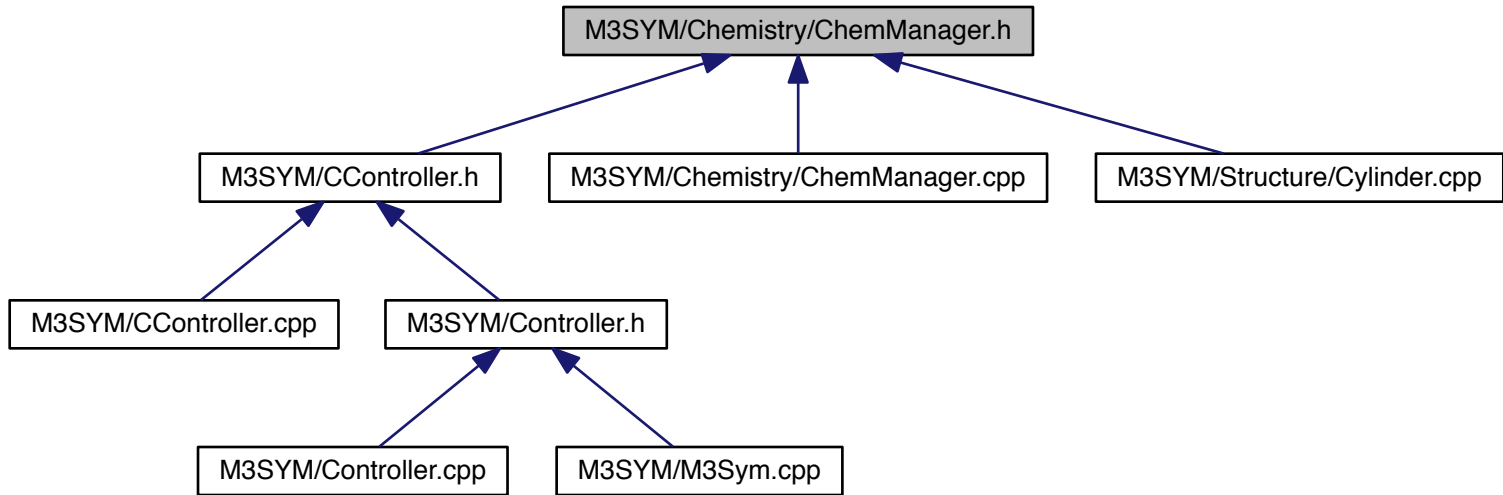 M3SYM/Chemistry/ChemManager.h
M3SYM/CController.h
M3SYM/Chemistry/ChemManager.cpp
M3SYM/Structure/Cylinder.cpp
M3SYM/CController.cpp
M3SYM/Controller.h
M3SYM/Controller.cpp
M3SYM/M3Sym.cpp